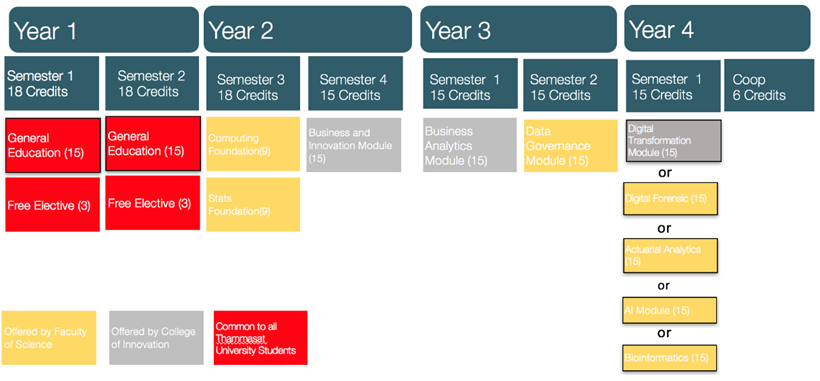 Year 1
Year 2
Year 3
Year 4
Semester 1
18 Credits
Semester 2
18 Credits
Semester 3
18 Credits
Semester 4
15 Credits
Semester 1
15 Credits
Semester 2
15 Credits
Semester 1
15 Credits
Coop
6 Credits
General
Education (15)
General
Education (15)
Computing
Foundation(9)
Business and
Innovation Module
(15)
Business
Analytics
Module (15)
Data
Governance
Module (15)
Digital
Transformation
Module (15)
or
Free Elective (3)
Free Elective (3)
Stats
Foundation(9)
Digital Forensic (15)
or
Actuarial Analytics
(15)
or
AI Module (15)
or
Bioinformatics (15)
Offered by Faculty
of Science
Offered by College
of Innovation
Common to all
Thammasat
University Students